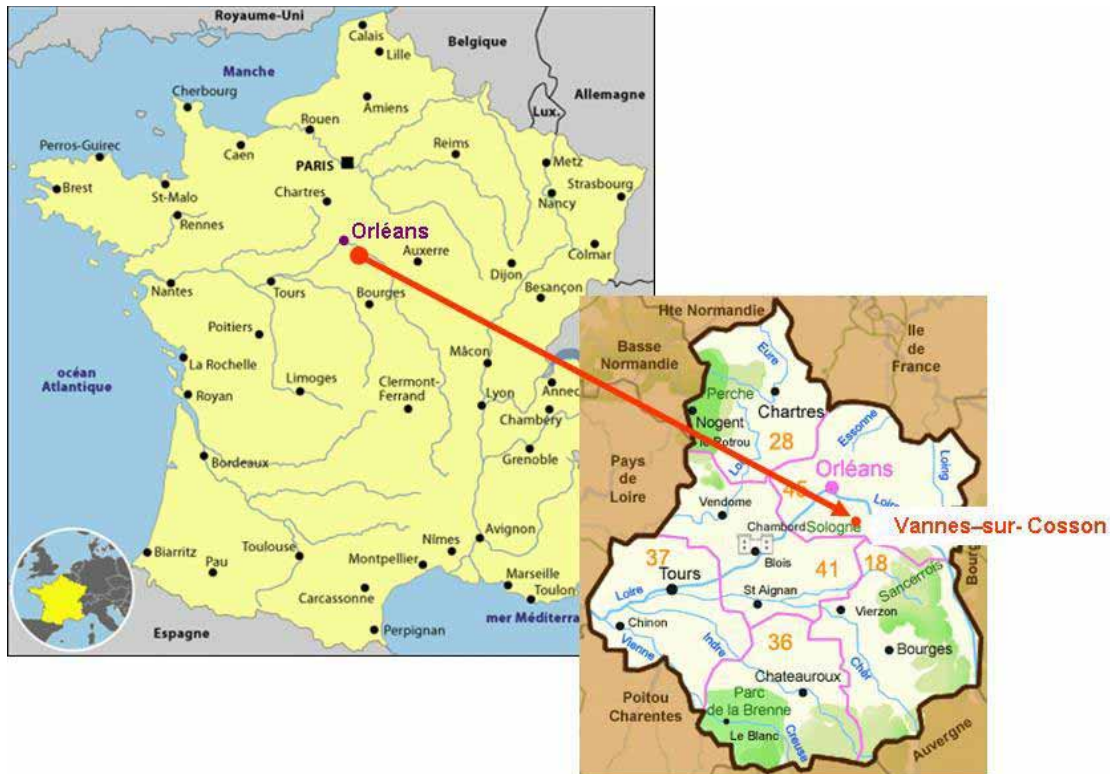 Royaume-Uni
Calais
Lille
Belgique
Manche
Allemagne
Lux.
Cherbourg
Amiens
Rouen
Perros-Guirec
Caen
PARIS
Reims
Metz
Brest
St-Malo
Chartres
Strasbourg
Nancy
Rennes
Orléans
Auxerre
Colmar
Dijon
Nantes
Tours
Bourges
Besançon
Poitiers
Mâcon
La Rochelle
océan
Atlantique
Limoges
Clermont-
Ferrand
Lyon
Annec
Royan
Chambéry
Grenoble
Bordeaux
Avignon
Biarritz
Toulouse
Nîmes
Montpellier
Pau
Marseille
Toulon
Carcassonne
mer Méditerra
Espagne
Perpignan
Hte Normandie
Ile
de
France
Basse
Normandie
Eure
Perche
Chartres
Nogent
le Rotrou
28
Essonne
Loing
Pays
de
Loire
Loir
Orléans
45
Loire
Vendome
Chambord
Sologne
Vannes–sur- Cosson
Blois
37
41
18
Bourg
Tours
Sancerrois
Loire
St Aignan
Vierzon
Chinon
Vienne
Indre
36
Cher
Bourges
Chateauroux
Poitou
Charentes
Parc
de la Brenne
Le Blanc
Creuse
Auvergne